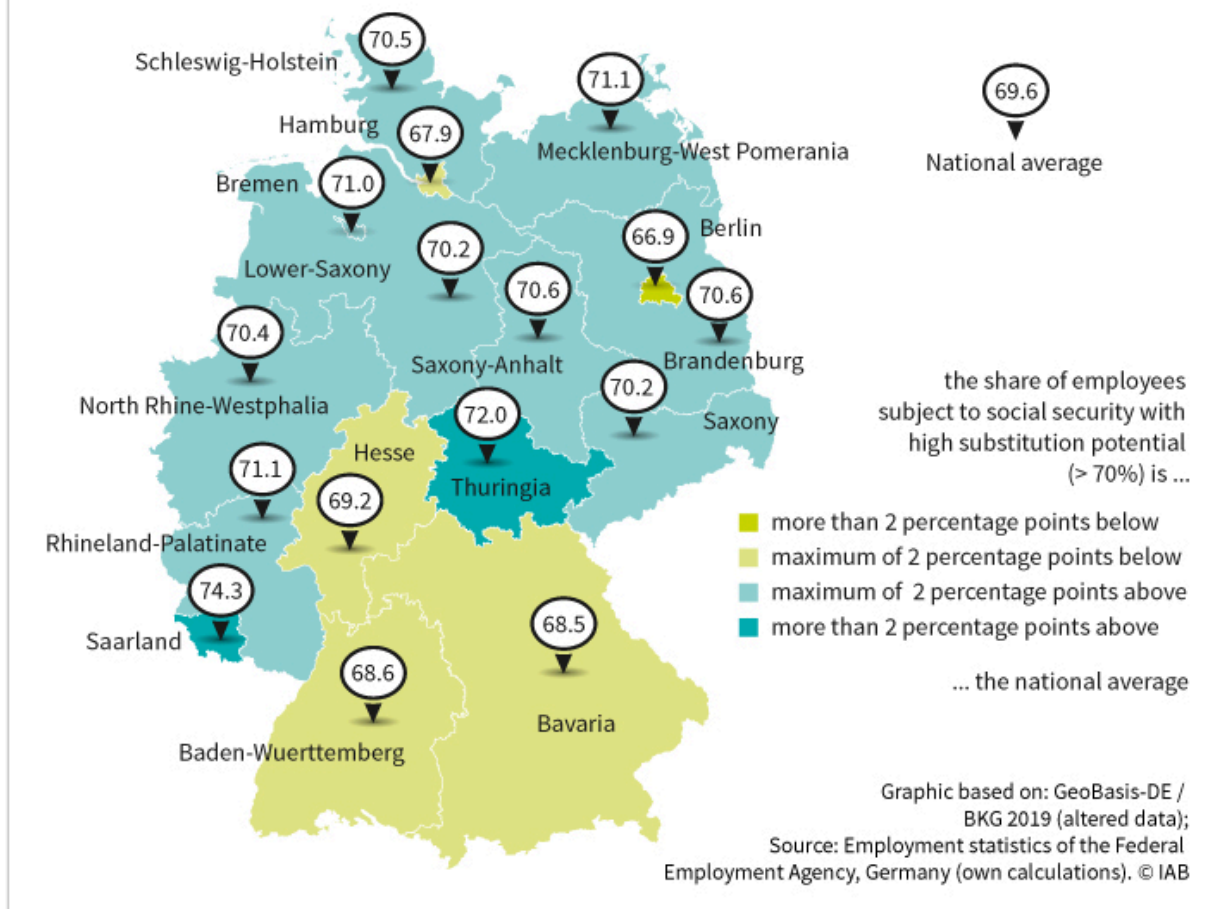 70.5
Schleswig-Holstein
71.1
69.6
Hamburg
67.9
Mecklenburg-West Pomerania
National average
Bremen
71.0
Berlin
66.9
70.2
Lower-Saxony
70.6
70.6
70.4
Saxony-Anhalt
Brandenburg
70.2
North Rhine-Westphalia
72.0
Saxony
the share of employees
subject to social security with
high substitution potential
(> 70%) is ...
Hesse
71.1
69.2
Thuringia
Rhineland-Palatinate
more than 2 percentage points below
maximum of 2 percentage points below
maximum of  2 percentage points above
more than 2 percentage points above
74.3
Saarland
68.5
68.6
... the national average
Bavaria
Baden-Wuerttemberg
Graphic based on: GeoBasis-DE /
BKG 2019 (altered data);
Source: Employment statistics of the Federal
Employment Agency, Germany (own calculations). © IAB